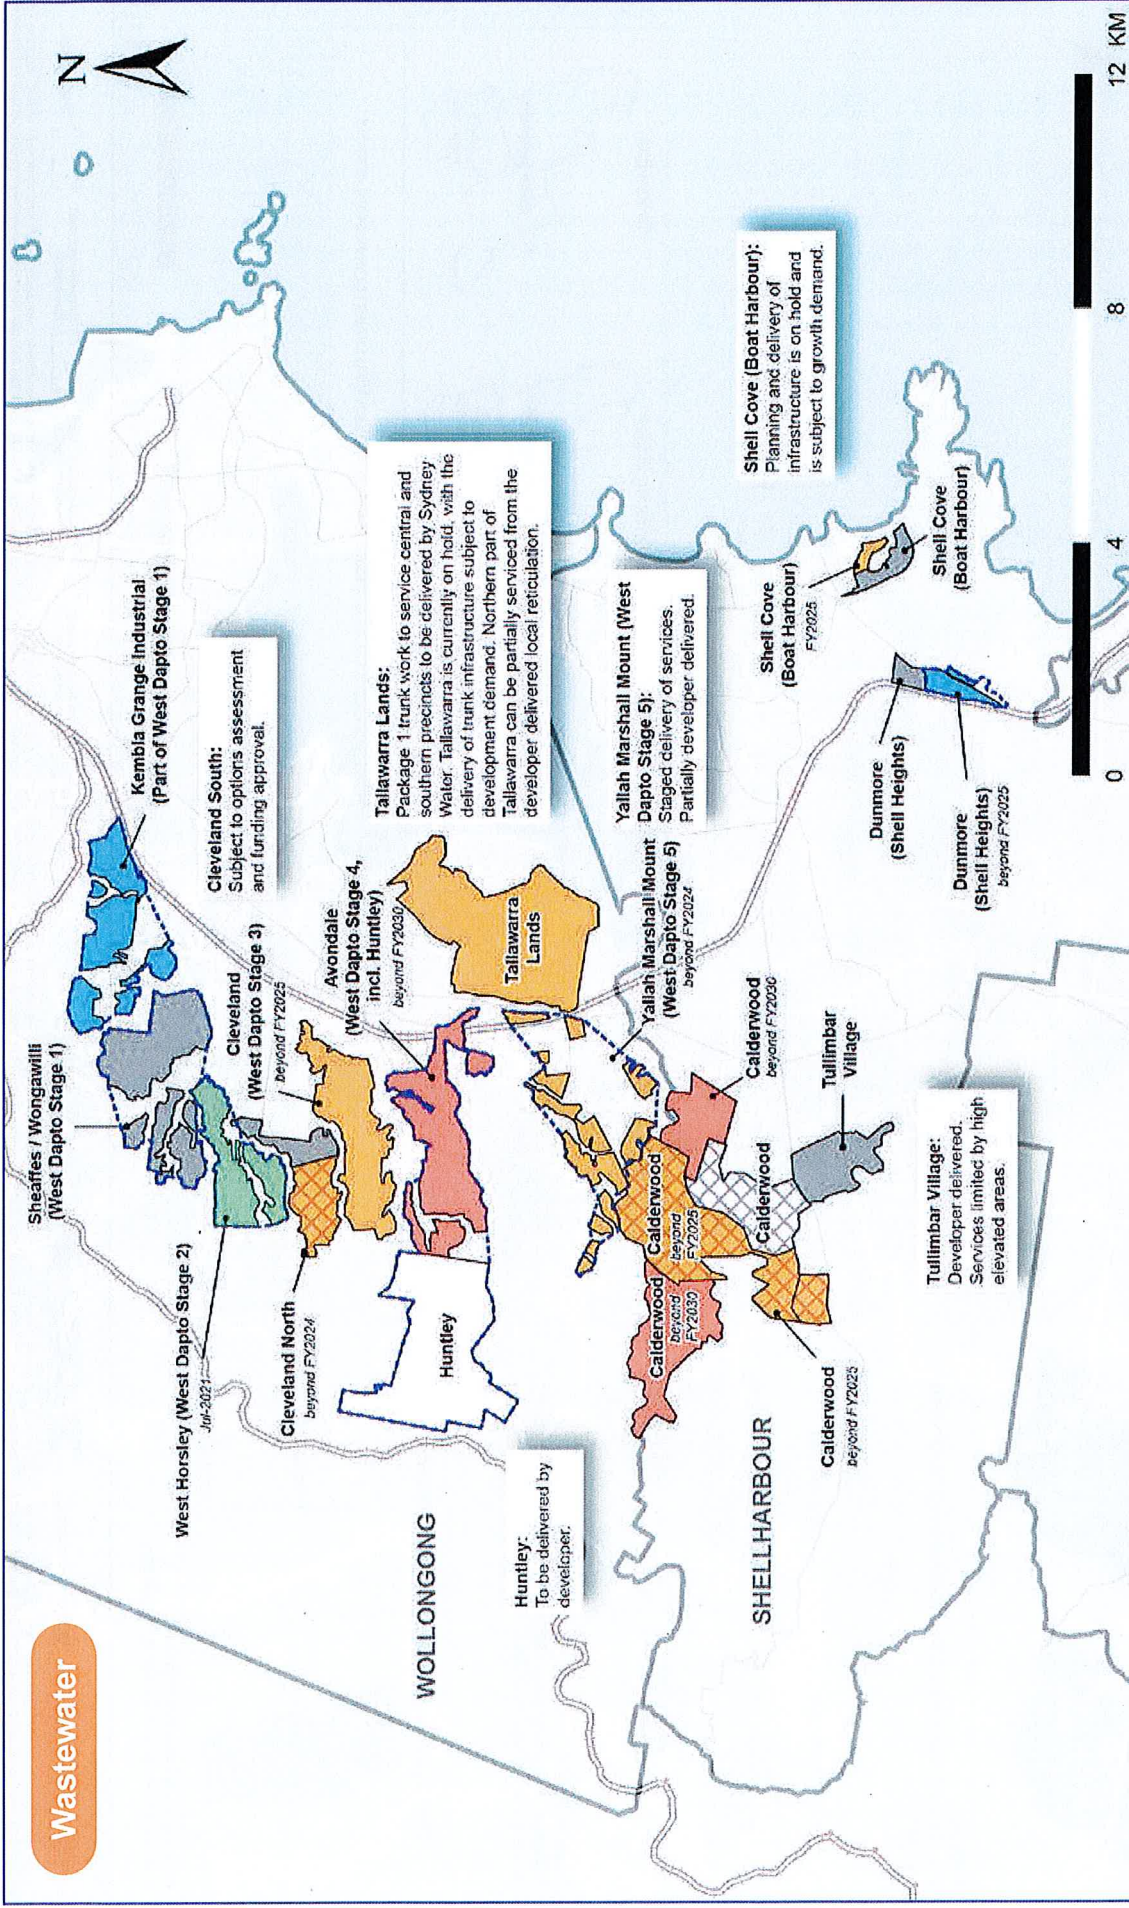 Wastewater
N
Kembla Grange Industrial
(Part of West Dapto Stage 1)
Sheaffes / Wongawilli
(West Dapto Stage 1)
Cleveland South:
Subject to options assessment
and funding approval.
West Horsley (West Dapto Stage 2)
Jul-2021
Cleveland
(West Dapto Stage 3)
beyond FY2025
Cleveland North
beyond FY2024
Avondale
(West Dapto Stage 4,
incl. Huntley)
beyond FY2030
Tallawarra Lands:
Package 1 trunk work to service central and
southern precincts to be delivered by Sydney
Water. Tallawarra is currently on hold, with the
delivery of trunk infrastructure subject to
development demand. Northern part of
Tallawarra can be partially serviced from the
developer delivered local reticulation.
WOLLONGONG
Huntley
Tallawarra
Lands
Huntley:
To be delivered by
developer.
Yallah Marshall Mount (West
Dapto Stage 5):
Staged delivery of services.
Partially developer delivered.
Yallah Marshall Mount
(West Dapto Stage 5)
beyond FY2024
Calderwood
beyond
FY2030
Calderwood
beyond
FY2025
Calderwood
beyond FY2030
Calderwood
Calderwood
beyond FY2025
Tullimbar
Village
SHELLHARBOUR
Shell Cove (Boat Harbour):
Planning and delivery of
infrastructure is on hold and
is subject to growth demand.
Shell Cove
(Boat Harbour)
FY2025
Shell Cove
(Boat Harbour)
Dunmore
(Shell Heights)
Dunmore
(Shell Heights)
beyond FY2025
Tullimbar Village:
Developer delivered.
Services limited by high
elevated areas.
0 4 8 12 KM